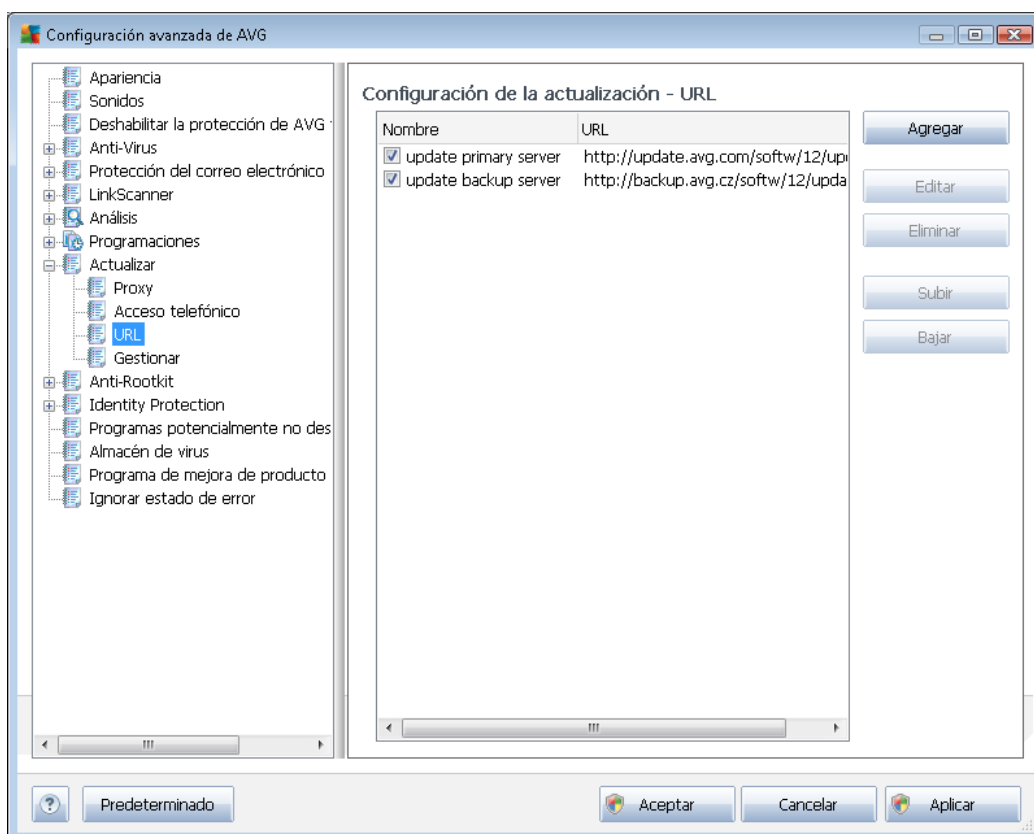 Configuración avanzada de AVG
Apariencia
Sonidos
Deshabilitar la protección de AVG
Anti-Virus
Protección del correo electrónico
LinkScanner
Análisis
Programaciones
Actualizar
Proxy
Acceso telefónico
URL
Gestionar
Anti-Rootkit
Identity Protection
Programas potencialmente no des
Almacén de virus
Programa de mejora de producto
Ignorar estado de error
Configuración de la actualización - URL
Nombre URL
update primary server http://update.avg.com/softw/12/up
update backup server http://backup.avg.cz/softw/12/upda
Agregar
Editar
Eliminar
Subir
Bajar
? Predeterminado Aceptar Cancelar Aplicar